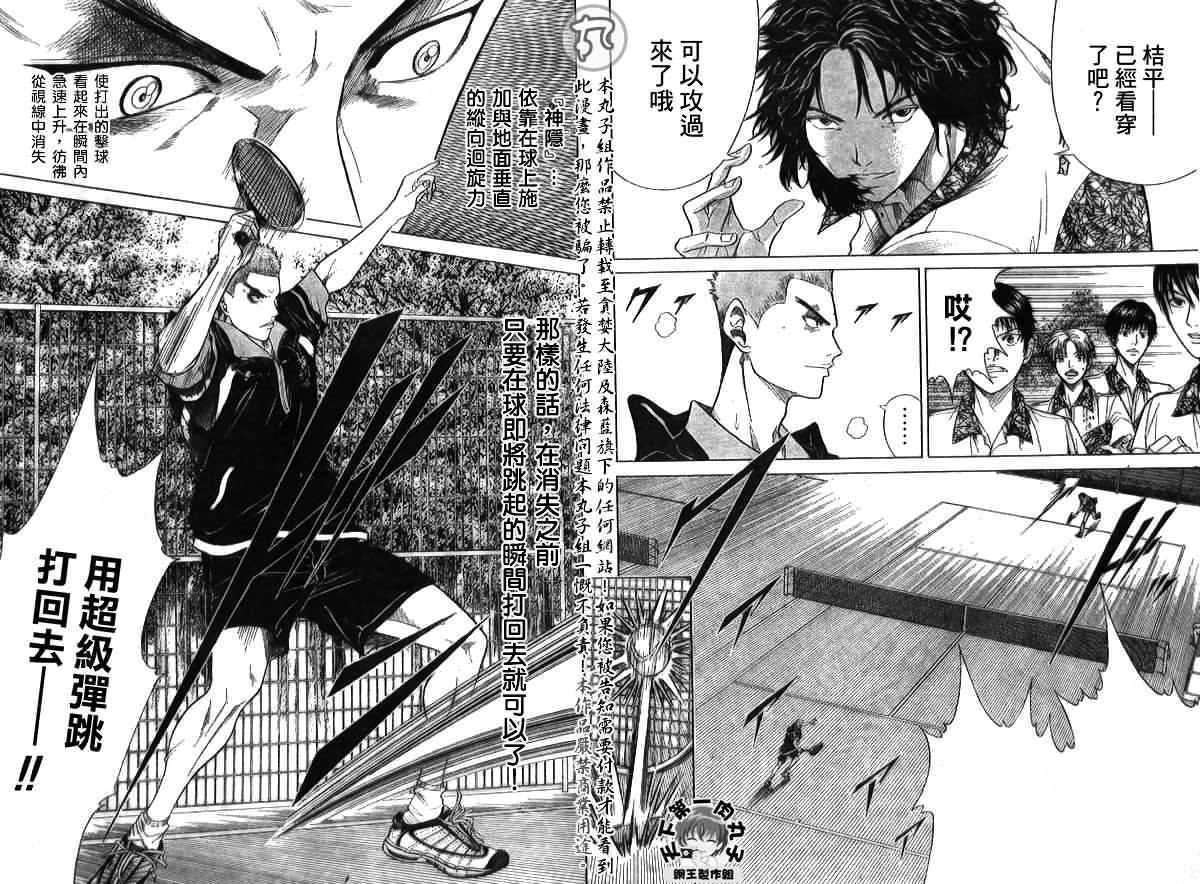 桔平——
已經看穿
了吧？
可以攻過
來了哦
哎!?
……
『神隱』…
依靠在球上施
加與地面垂直
的縱向迴旋力
使打出的擊球
看起來在瞬間內
急速上升，彷彿
從視線中消失
那樣的話，在消失之前
只要在球即將跳起的瞬間打回去就可以了！
用超級彈跳
打回去——!!
丸
本丸子組作品禁止轉載至貪婪大陸及森藍旗下的任何網站！如果您被告知需要付款才能看到
此漫畫，那麼您被騙了。若發生任何法律問題本丸子組一慨不負責！本作品嚴禁商業用途。
天下第一肉丸子
網王製作組